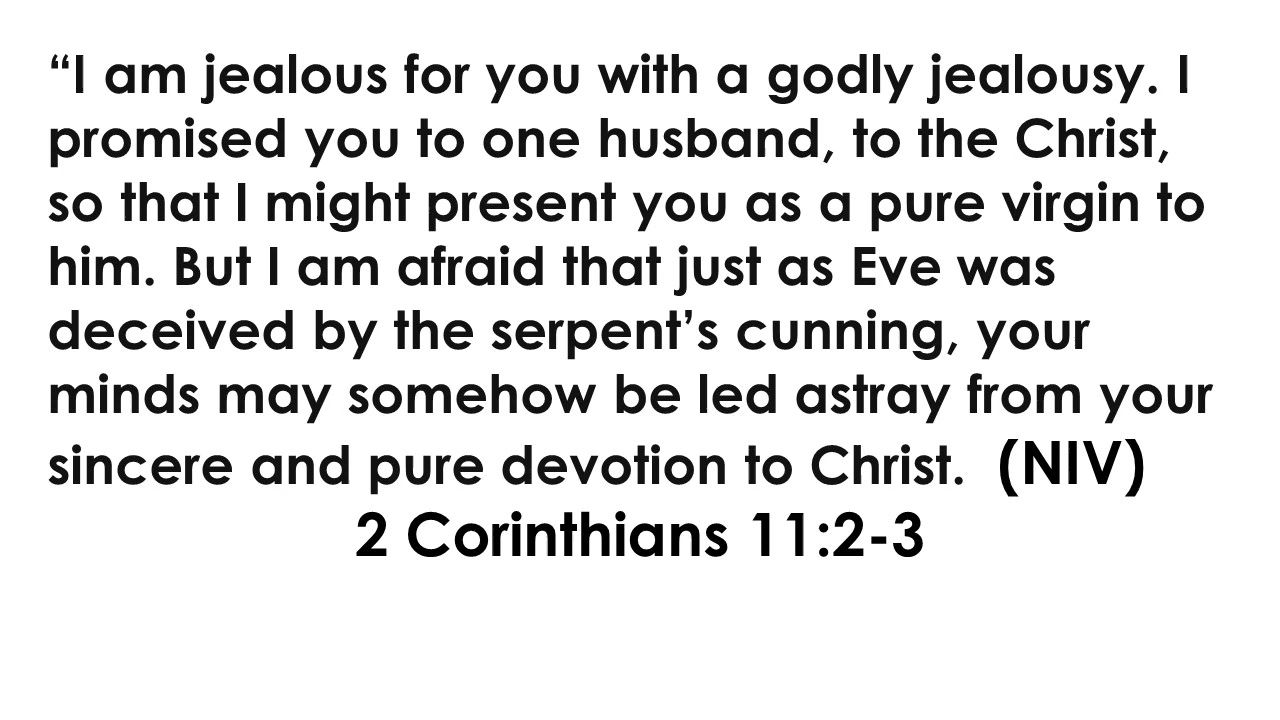 “I am jealous for you with a godly jealousy. I
promised you to one husband, to the Christ,
so that I might present you as a pure virgin to
him. But I am afraid that just as Eve was
deceived by the serpent’s cunning, your
minds may somehow be led astray from your
sincere and pure devotion to Christ.  (NIV)
2 Corinthians 11:2-3